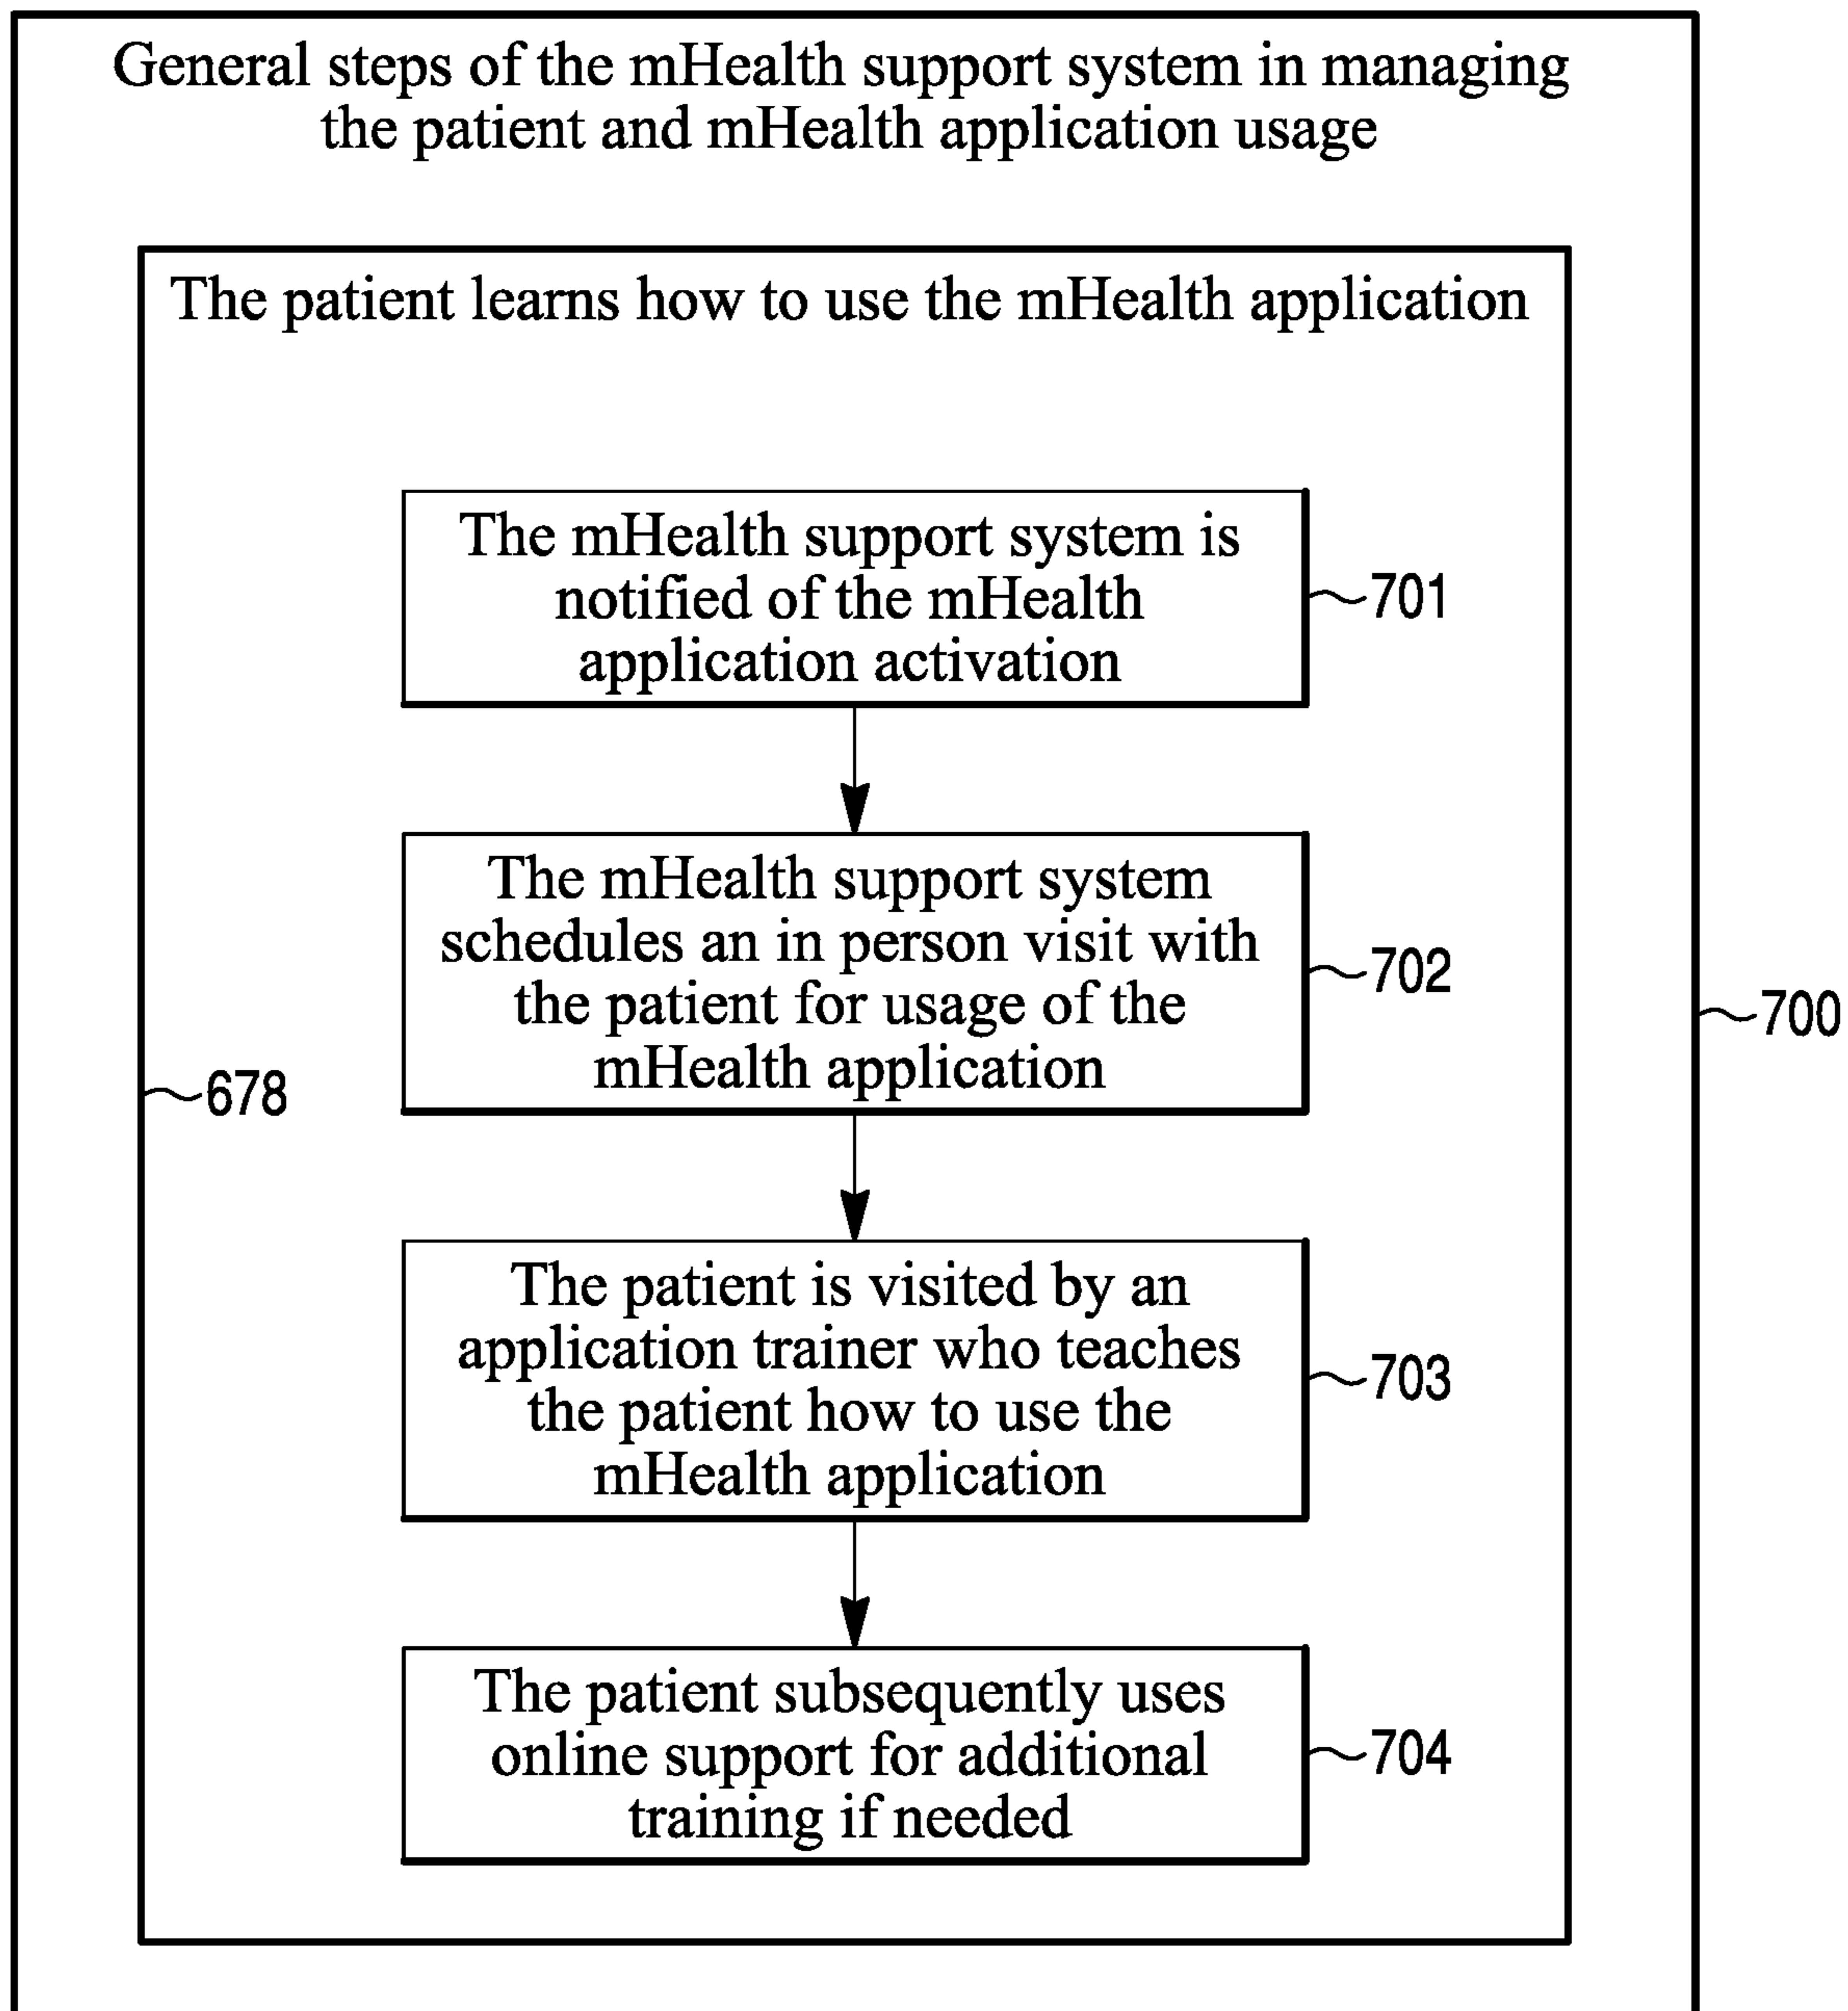 General steps of the mHealth support system in managing
the patient and mHealth application usage
The patient learns how to use the mHealth application
The mHealth support system is
notified of the mHealth
application activation
701
The mHealth support system
schedules an in person visit with
the patient for usage of the
mHealth application
702
700
678
The patient is visited by an
application trainer who teaches
the patient how to use the
mHealth application
703
The patient subsequently uses
online support for additional
training if needed
704